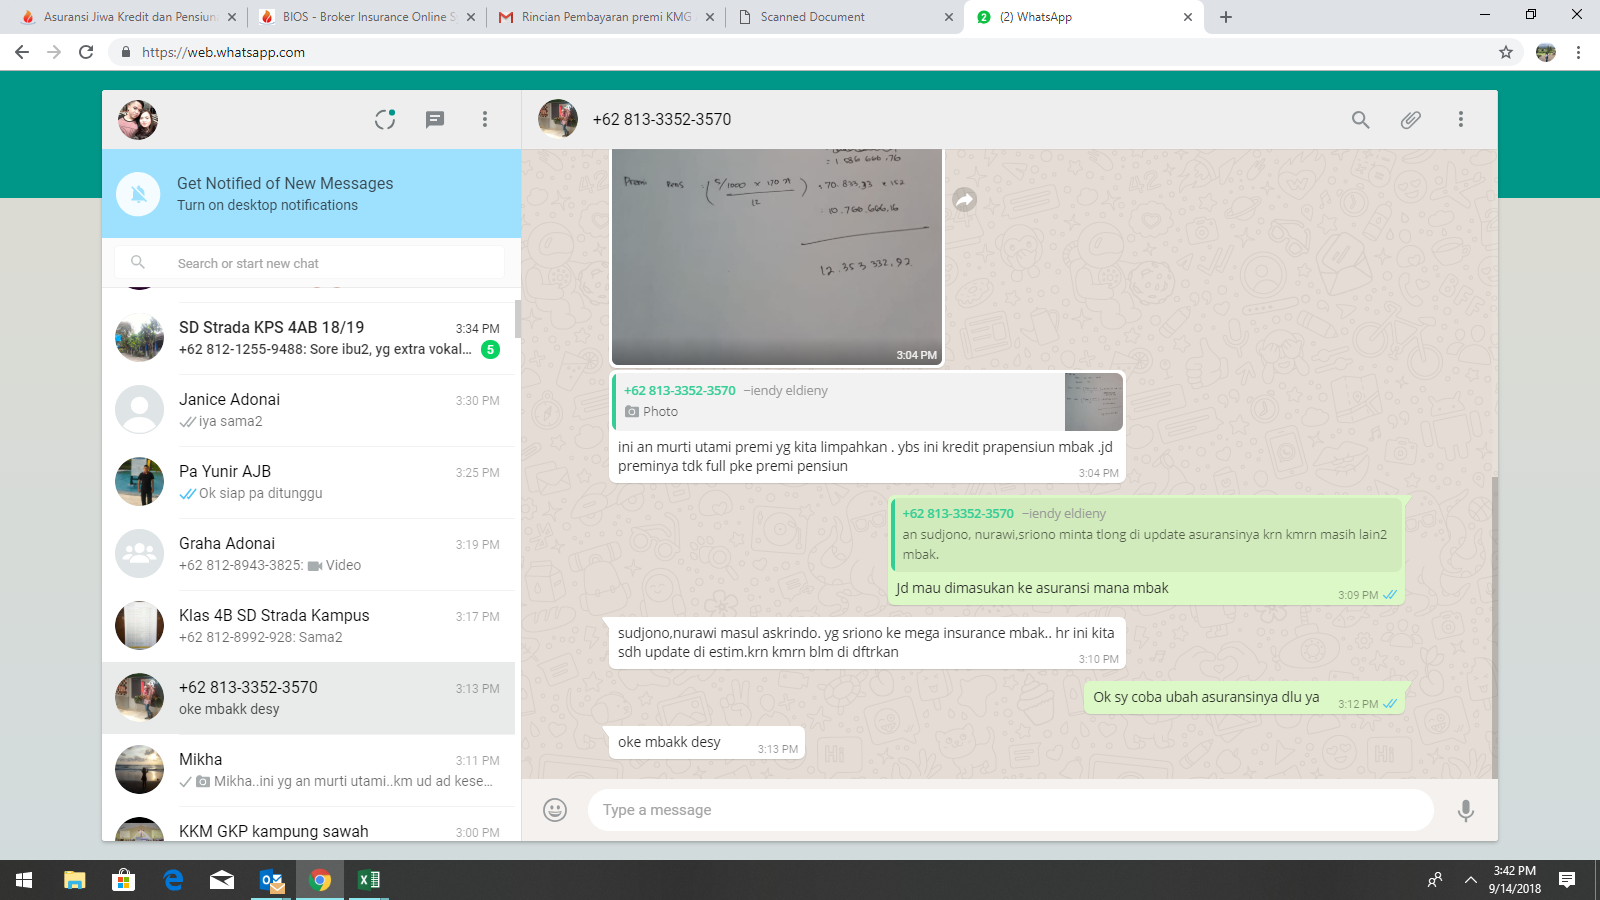 Asuransi Jiwa Kredit dan Pensiun
BIOS - Broker Insurance Online S
Rincian Pembayaran premi KMG
Scanned Document
(2) WhatsApp
https://web.whatsapp.com
+62 813-3352-3570
Get Notified of New Messages
Turn on desktop notifications
Search or start new chat
SD Strada KPS 4AB 18/19
3:34 PM
+62 812-1255-9488: Sore ibu2, yg extra vokal...
5
Janice Adonai
3:30 PM
iya sama2
Pa Yunir AJB
3:25 PM
Ok siap pa ditunggu
Graha Adonai
3:19 PM
+62 812-8943-3825: Video
Klas 4B SD Strada Kampus
3:17 PM
+62 812-8992-928: Sama2
+62 813-3352-3570
3:13 PM
oke mbakk desy
Mikha
3:11 PM
Mikha..ini yg an murti utami..km ud ad kese...
KKM GKP kampung sawah
3:00 PM
: 1 586 666.76
Premi
(5/1000 x 170
12
= 70.833,33 x 152
: 10.766.666,16
12.353.332,92
3:04 PM
+62 813-3352-3570 ~iendy eldieny
Photo
ini an murti utami premi yg kita limpahkan . ybs ini kredit prapensiun mbak .jd
preminya tdk full pke premi pensiun
3:04 PM
+62 813-3352-3570 ~iendy eldieny
an sudjono, nurawi,sriono minta tlong di update asuransinya krn kmrn masih lain2
mbak.
Jd mau dimasukan ke asuransi mana mbak
3:09 PM
sudjono,nurawi masul askrindo. yg sriono ke mega insurance mbak.. hr ini kita
sdh update di estim.krn kmrn blm di dftrkan
3:10 PM
Ok sy coba ubah asuransinya dlu ya
3:12 PM
oke mbakk desy
3:13 PM
Type a message
3:42 PM
9/14/2018